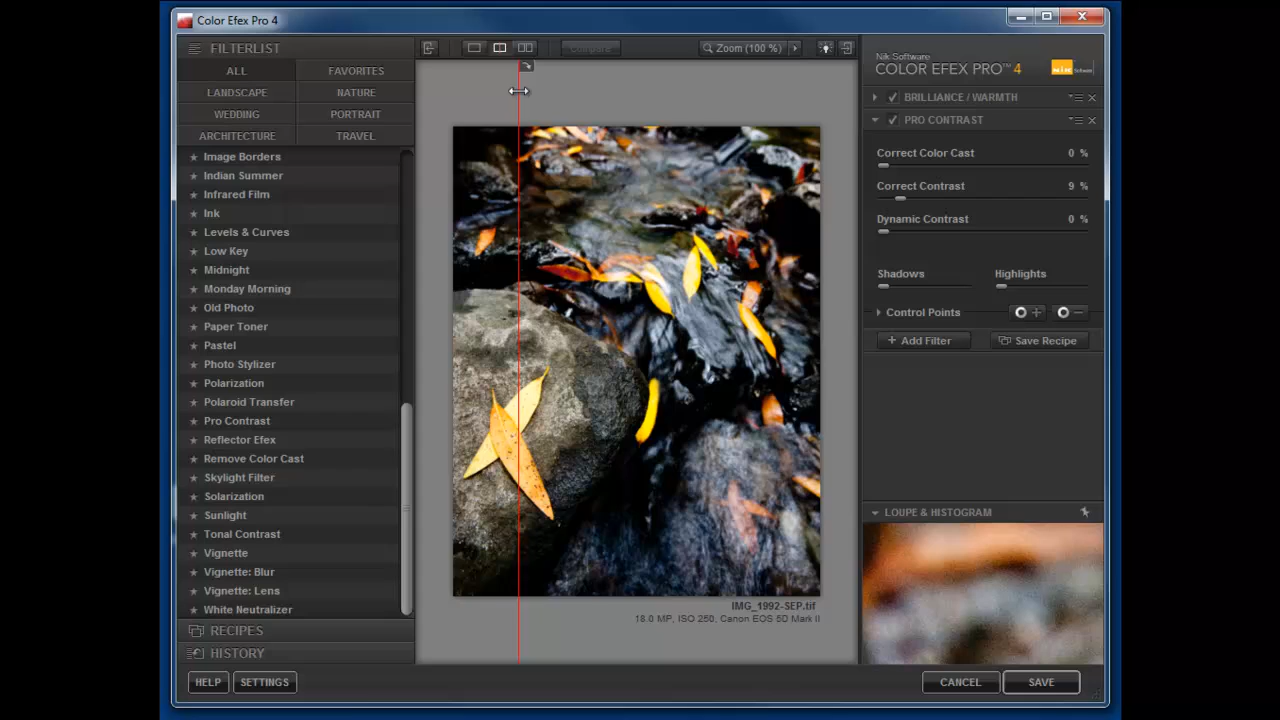 Color Efex Pro 4
FILTERLIST
ALL
FAVORITES
LANDSCAPE
NATURE
WEDDING
PORTRAIT
ARCHITECTURE
TRAVEL
★ Image Borders
★ Indian Summer
★ Infrared Film
★ Ink
★ Levels & Curves
★ Low Key
★ Midnight
★ Monday Morning
★ Old Photo
★ Paper Toner
★ Pastel
★ Photo Stylizer
★ Polarization
★ Polaroid Transfer
★ Pro Contrast
★ Reflector Efex
★ Remove Color Cast
★ Skylight Filter
★ Solarization
★ Sunlight
★ Tonal Contrast
★ Vignette
★ Vignette: Blur
★ Vignette: Lens
★ White Neutralizer
RECIPES
HISTORY
HELP
SETTINGS
Compare
Zoom (100 %)
IMG_1992-SEP.tif
18.0 MP, ISO 250, Canon EOS 5D Mark II
Nik Software
COLOR EFEX PRO™ 4
Nik Software
BRILLIANCE / WARMTH
PRO CONTRAST
Correct Color Cast 0 %
Correct Contrast 9 %
Dynamic Contrast 0 %
Shadows
Highlights
Control Points
+ Add Filter
Save Recipe
LOUPE & HISTOGRAM
CANCEL
SAVE